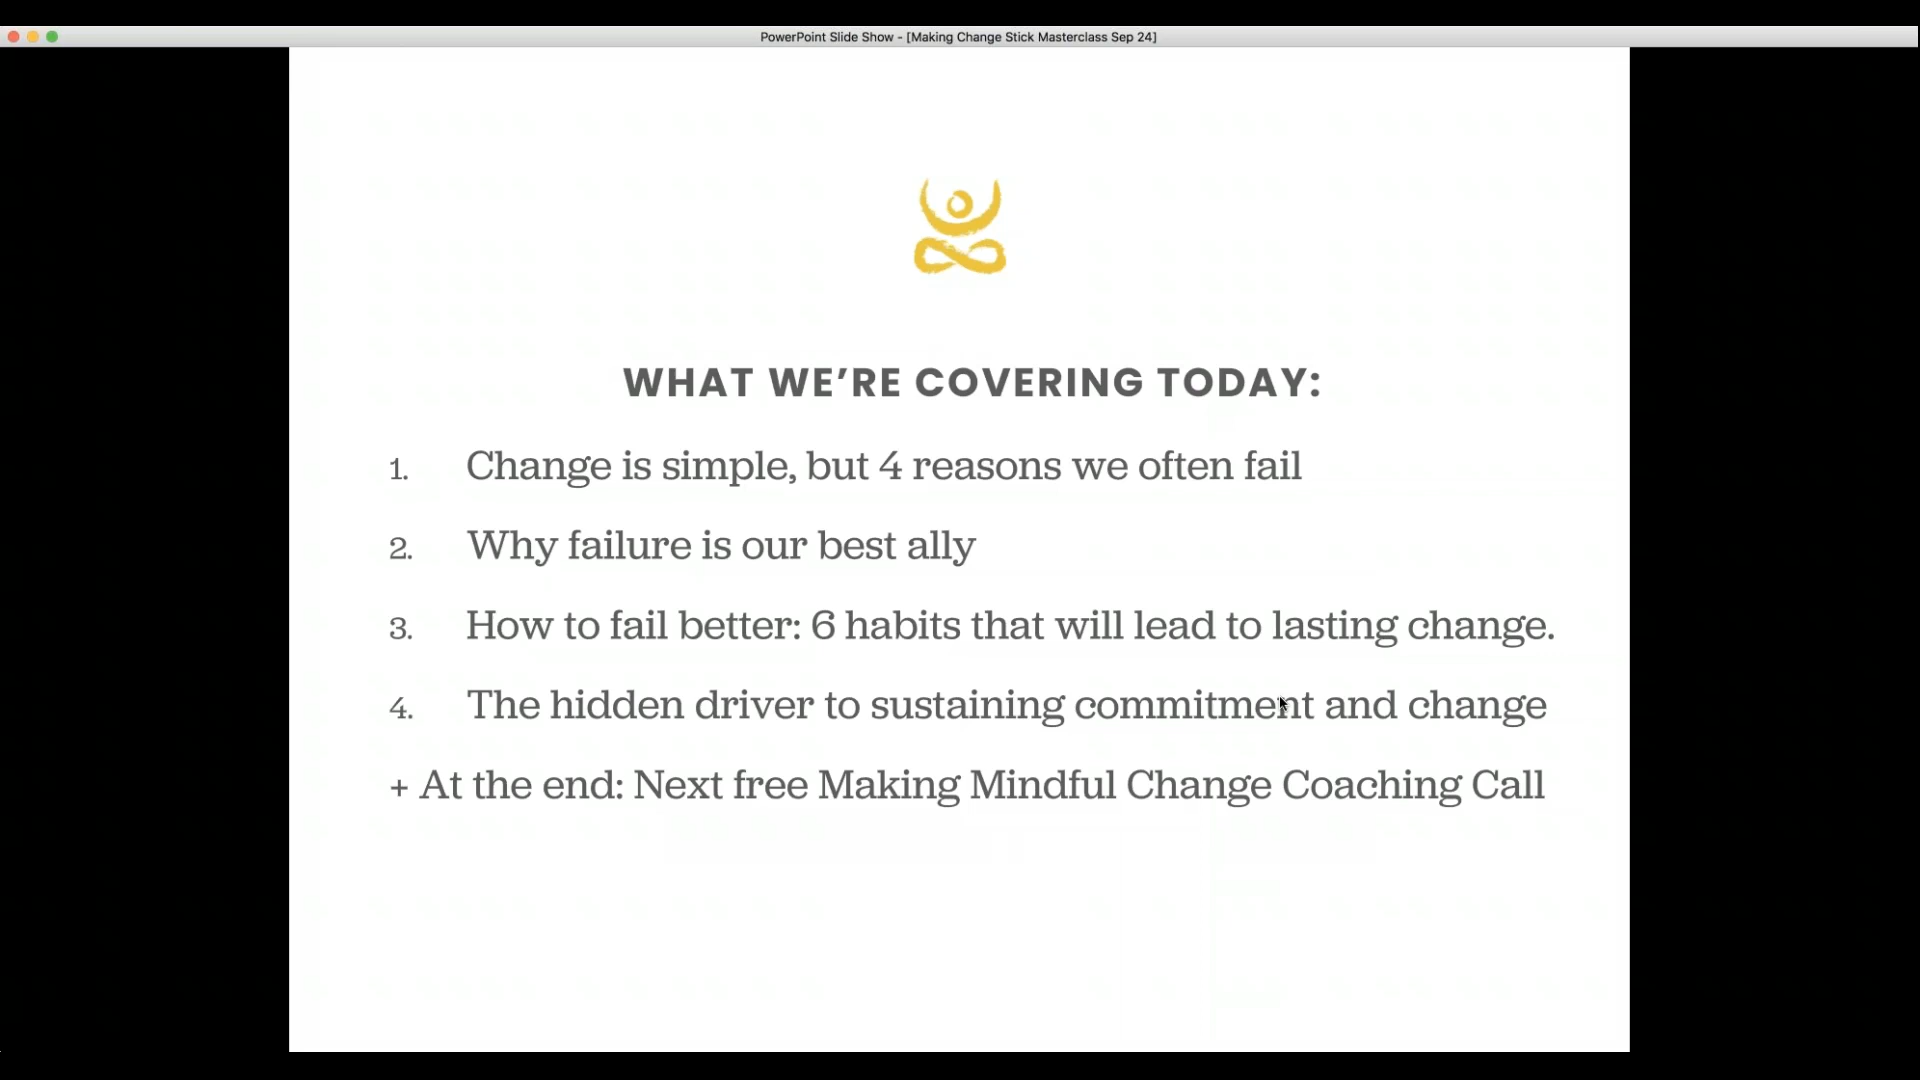 PowerPoint Slide Show - [Making Change Stick Masterclass Sep 24]
WHAT WE’RE COVERING TODAY:
1. Change is simple, but 4 reasons we often fail
2. Why failure is our best ally
3. How to fail better: 6 habits that will lead to lasting change.
4. The hidden driver to sustaining commitment and change
+ At the end: Next free Making Mindful Change Coaching Call